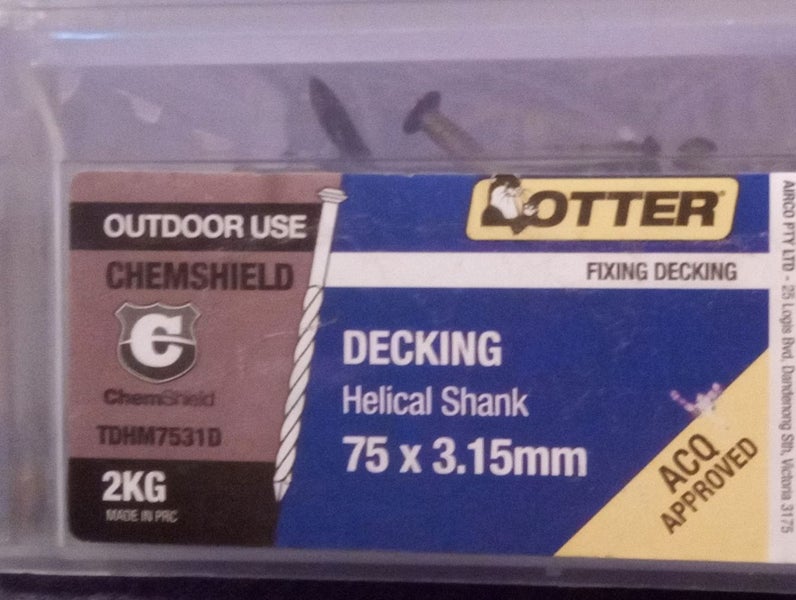 OUTDOOR USE
CHEMSHIELD
C
ChemShield
TDHM7531D
2KG
MADE IN PRC
OTTER
FIXING DECKING
DECKING
Helical Shank
75 x 3.15mm
ACQ
APPROVED
AIRCO PTY LTD - 25 Logis Bvd, Dandenong Sth, Victoria 3175